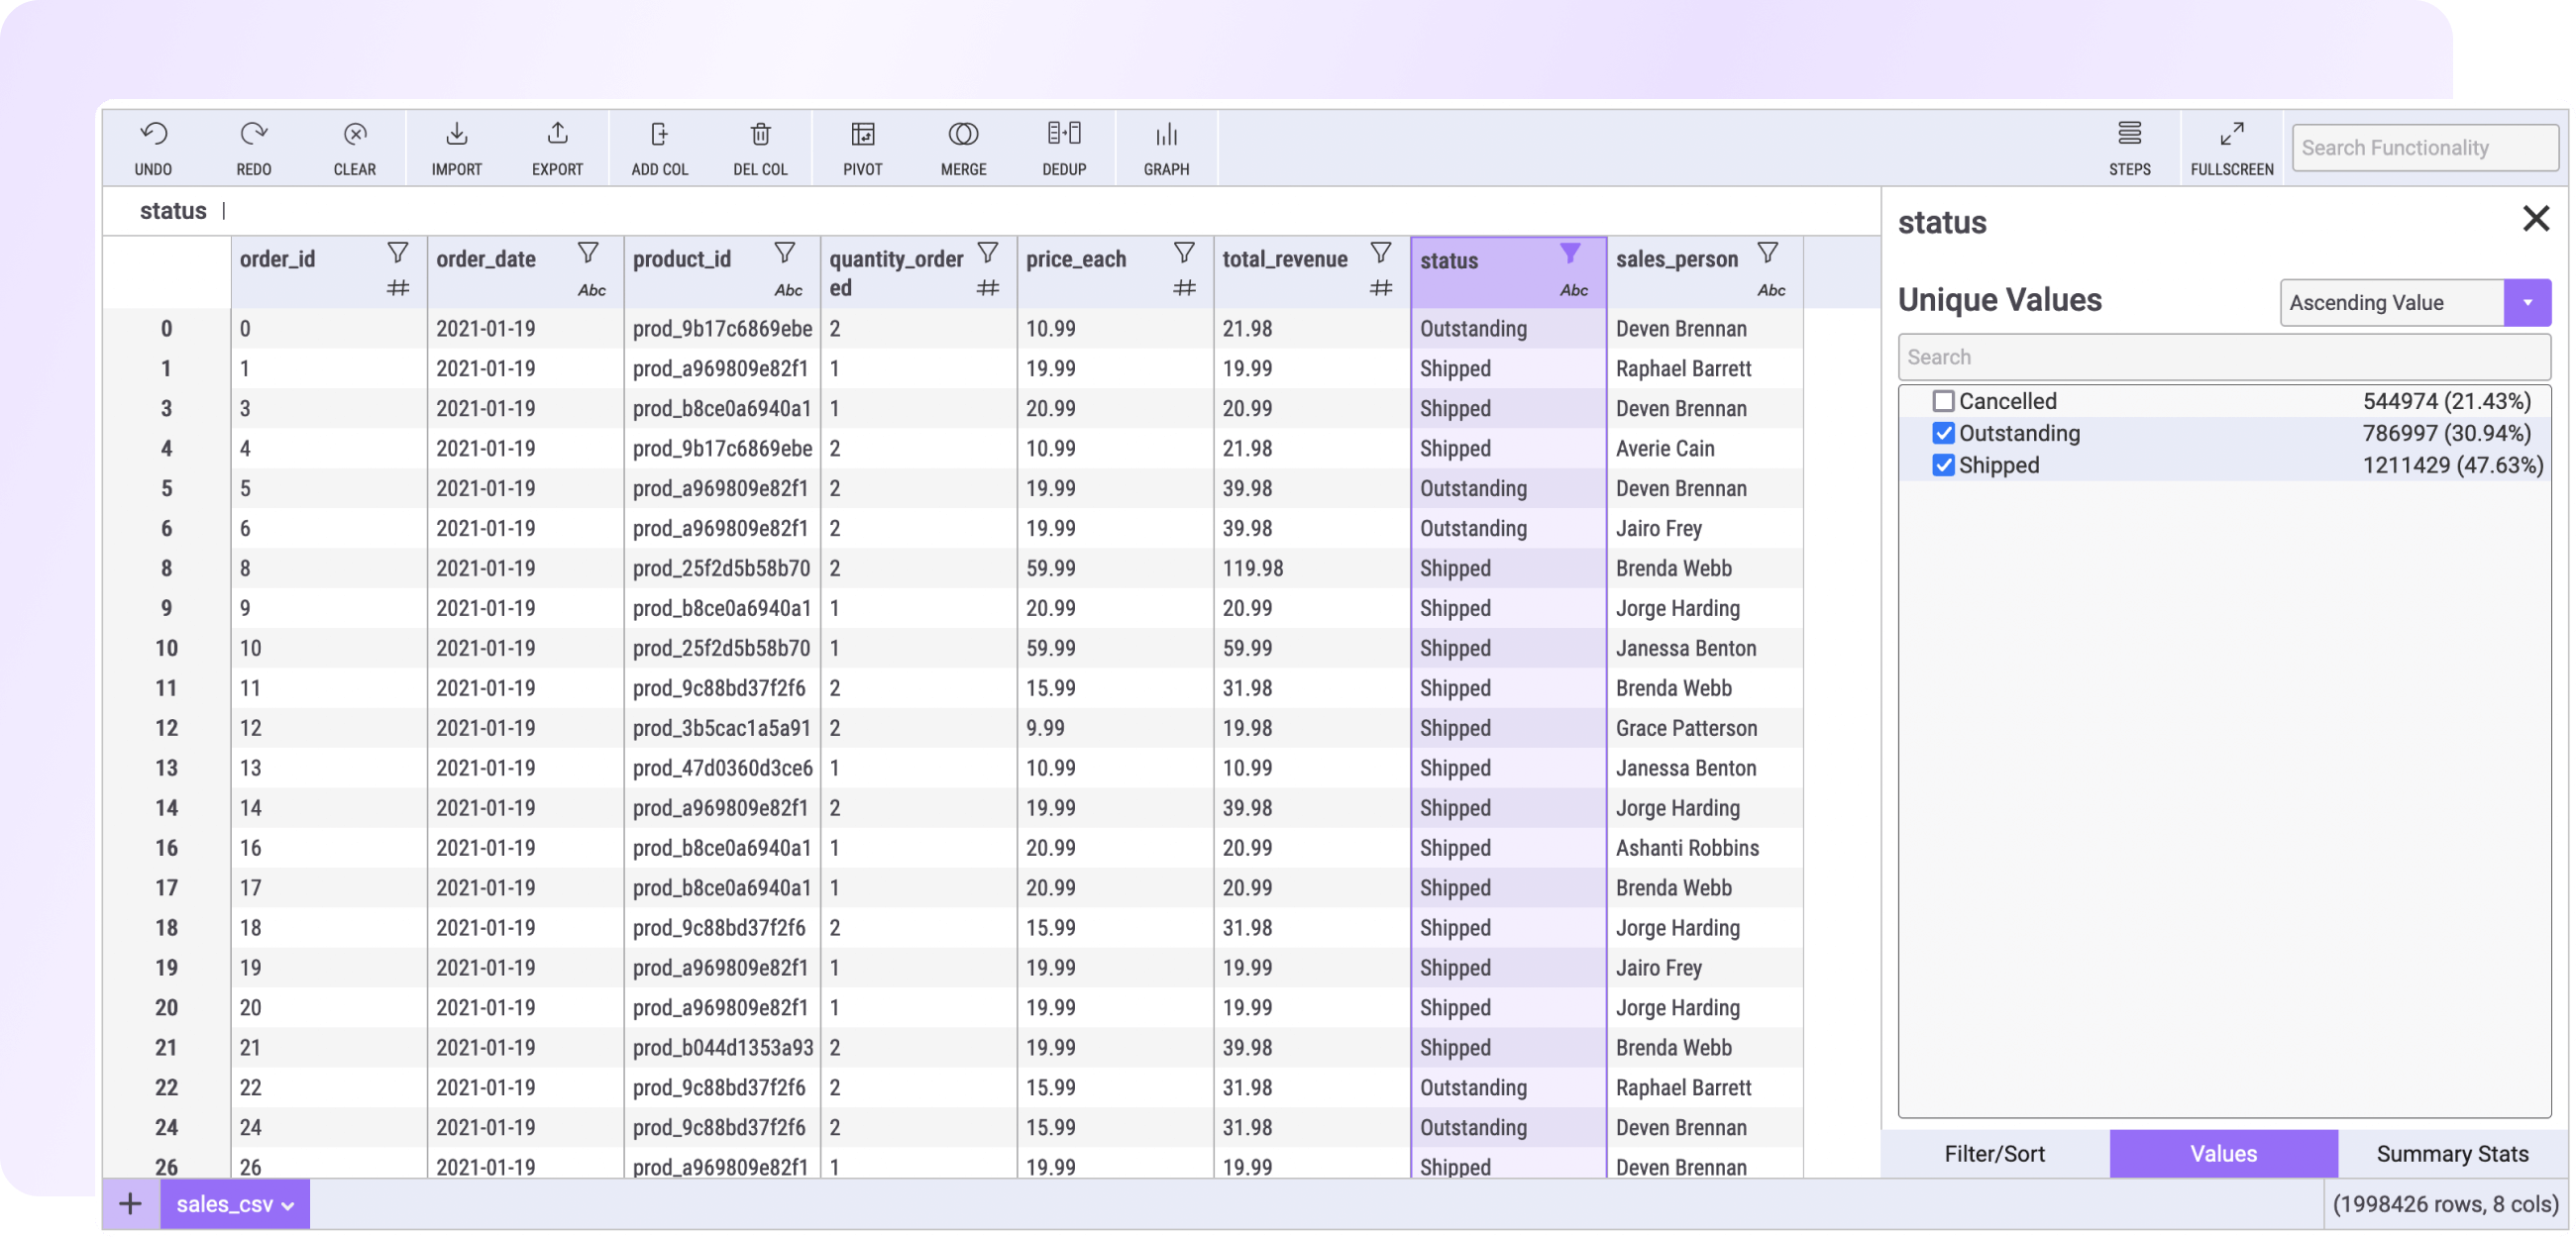 UNDO REDO CLEAR IMPORT EXPORT ADD COL DEL COL PIVOT MERGE DEDUP GRAPH STEPS FULLSCREEN Search Functionality
status
order_id order_date product_id quantity_order price_each total_revenue status sales_person
# Abc Abc ed # # # Abc Abc
0 0 2021-01-19 prod_9b17c6869ebe 2 10.99 21.98 Outstanding Deven Brennan
1 1 2021-01-19 prod_a969809e82f1 1 19.99 19.99 Shipped Raphael Barrett
3 3 2021-01-19 prod_b8ce0a6940a1 1 20.99 20.99 Shipped Deven Brennan
4 4 2021-01-19 prod_9b17c6869ebe 2 10.99 21.98 Shipped Averie Cain
5 5 2021-01-19 prod_a969809e82f1 2 19.99 39.98 Outstanding Deven Brennan
6 6 2021-01-19 prod_a969809e82f1 2 19.99 39.98 Outstanding Jairo Frey
8 8 2021-01-19 prod_25f2d5b58b70 2 59.99 119.98 Shipped Brenda Webb
9 9 2021-01-19 prod_b8ce0a6940a1 1 20.99 20.99 Shipped Jorge Harding
10 10 2021-01-19 prod_25f2d5b58b70 1 59.99 59.99 Shipped Janessa Benton
11 11 2021-01-19 prod_9c88bd37f2f6 2 15.99 31.98 Shipped Brenda Webb
12 12 2021-01-19 prod_3b5cac1a5a91 2 9.99 19.98 Shipped Grace Patterson
13 13 2021-01-19 prod_47d0360d3ce6 1 10.99 10.99 Shipped Janessa Benton
14 14 2021-01-19 prod_a969809e82f1 2 19.99 39.98 Shipped Jorge Harding
16 16 2021-01-19 prod_b8ce0a6940a1 1 20.99 20.99 Shipped Ashanti Robbins
17 17 2021-01-19 prod_b8ce0a6940a1 1 20.99 20.99 Shipped Brenda Webb
18 18 2021-01-19 prod_9c88bd37f2f6 2 15.99 31.98 Shipped Jorge Harding
19 19 2021-01-19 prod_a969809e82f1 1 19.99 19.99 Shipped Jairo Frey
20 20 2021-01-19 prod_a969809e82f1 1 19.99 19.99 Shipped Jorge Harding
21 21 2021-01-19 prod_b044d1353a93 2 19.99 39.98 Shipped Brenda Webb
22 22 2021-01-19 prod_9c88bd37f2f6 2 15.99 31.98 Outstanding Raphael Barrett
24 24 2021-01-19 prod_9c88bd37f2f6 2 15.99 31.98 Outstanding Deven Brennan
26 26 2021-01-19 prod_a969809e82f1 1 19.99 19.99 Shipped Deven Brennan
status
Unique Values Ascending Value
Search
Cancelled 544974 (21.43%)
Outstanding 786997 (30.94%)
Shipped 1211429 (47.63%)
Filter/Sort Values Summary Stats
+ sales_csv (1998426 rows, 8 cols)